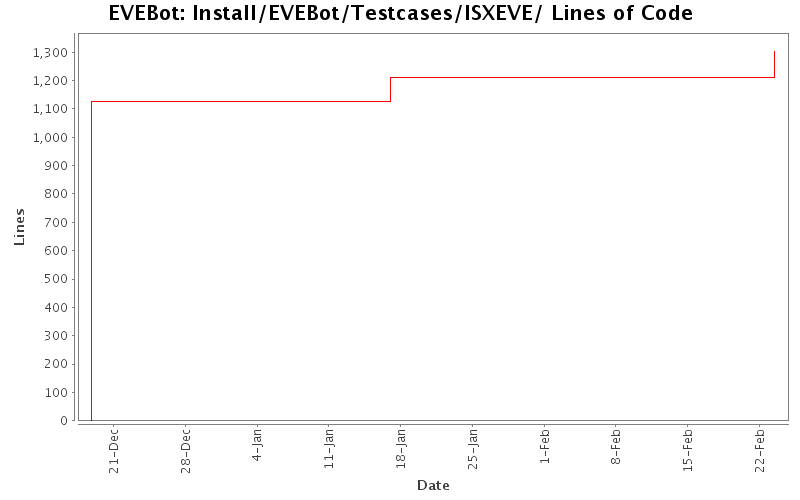 EVEBot: Install/EVEBot/Testcases/ISXEVE/ Lines of Code
Lines
1,300
1,200
1,100
1,000
900
800
700
600
500
400
300
200
100
0
21-Dec
28-Dec
4-Jan
11-Jan
18-Jan
25-Jan
1-Feb
8-Feb
15-Feb
22-Feb
Date